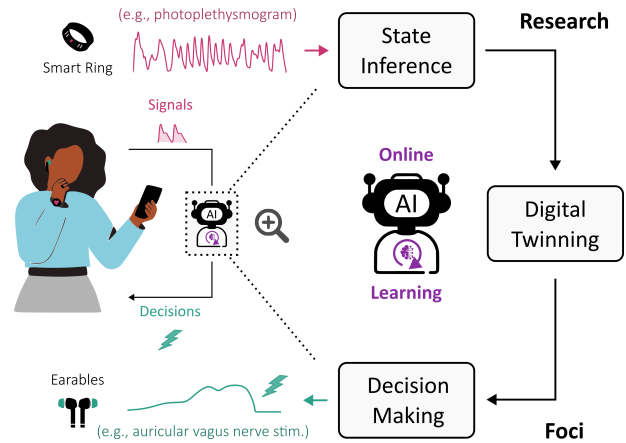 (e.g., photoplethysmogram)
Smart Ring
State
Inference
Research
Signals
Online
AI
AI
Learning
Digital
Twinning
Decisions
Earables
(e.g., auricular vagus nerve stim.)
Decision
Making
Foci